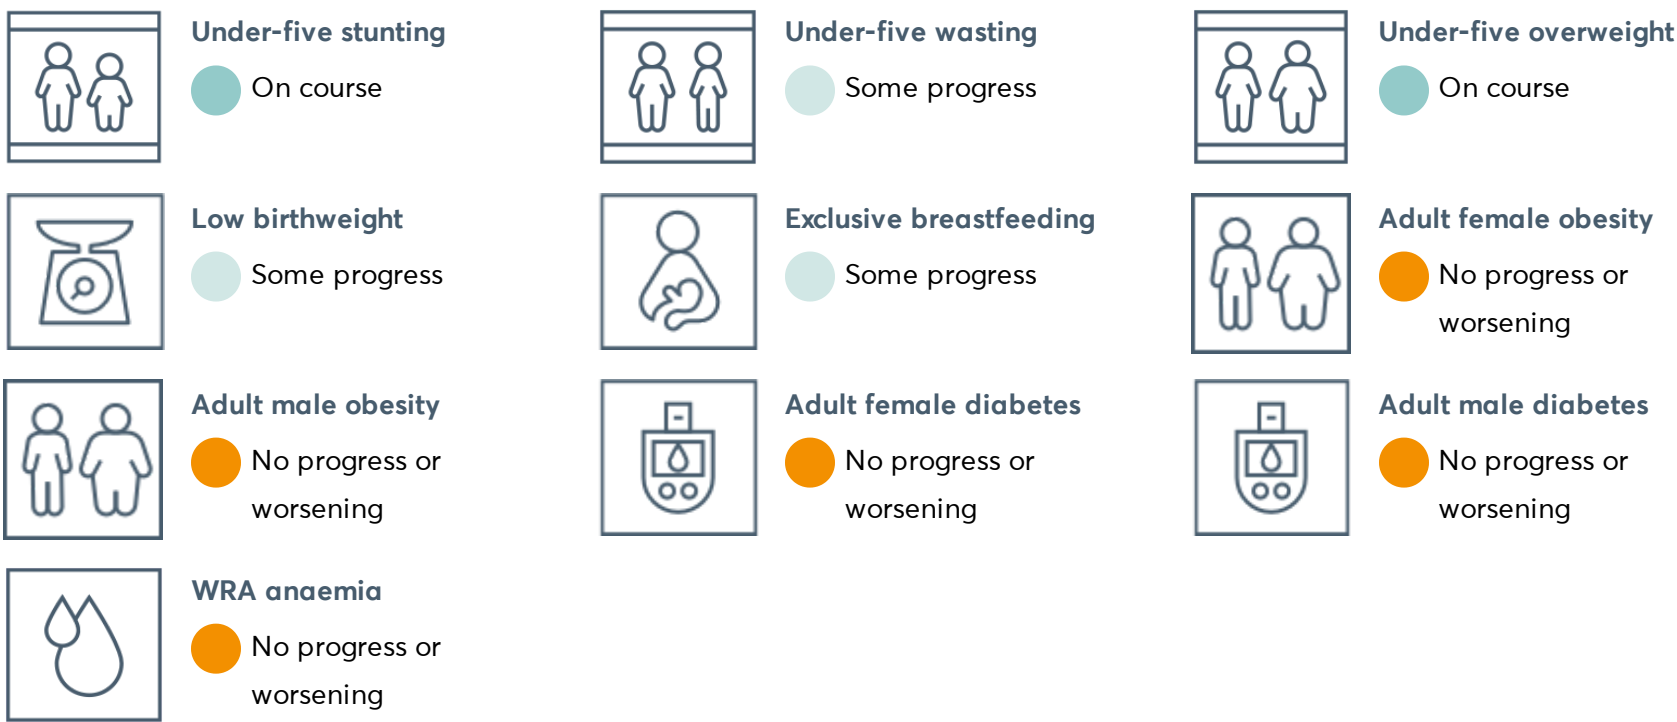 Under-five stunting
On course
Under-five wasting
Some progress
Under-five overweight
On course
Low birthweight
Some progress
Exclusive breastfeeding
Some progress
Adult female obesity
No progress or
worsening
Adult male obesity
No progress or
worsening
Adult female diabetes
No progress or
worsening
Adult male diabetes
No progress or
worsening
WRA anaemia
No progress or
worsening